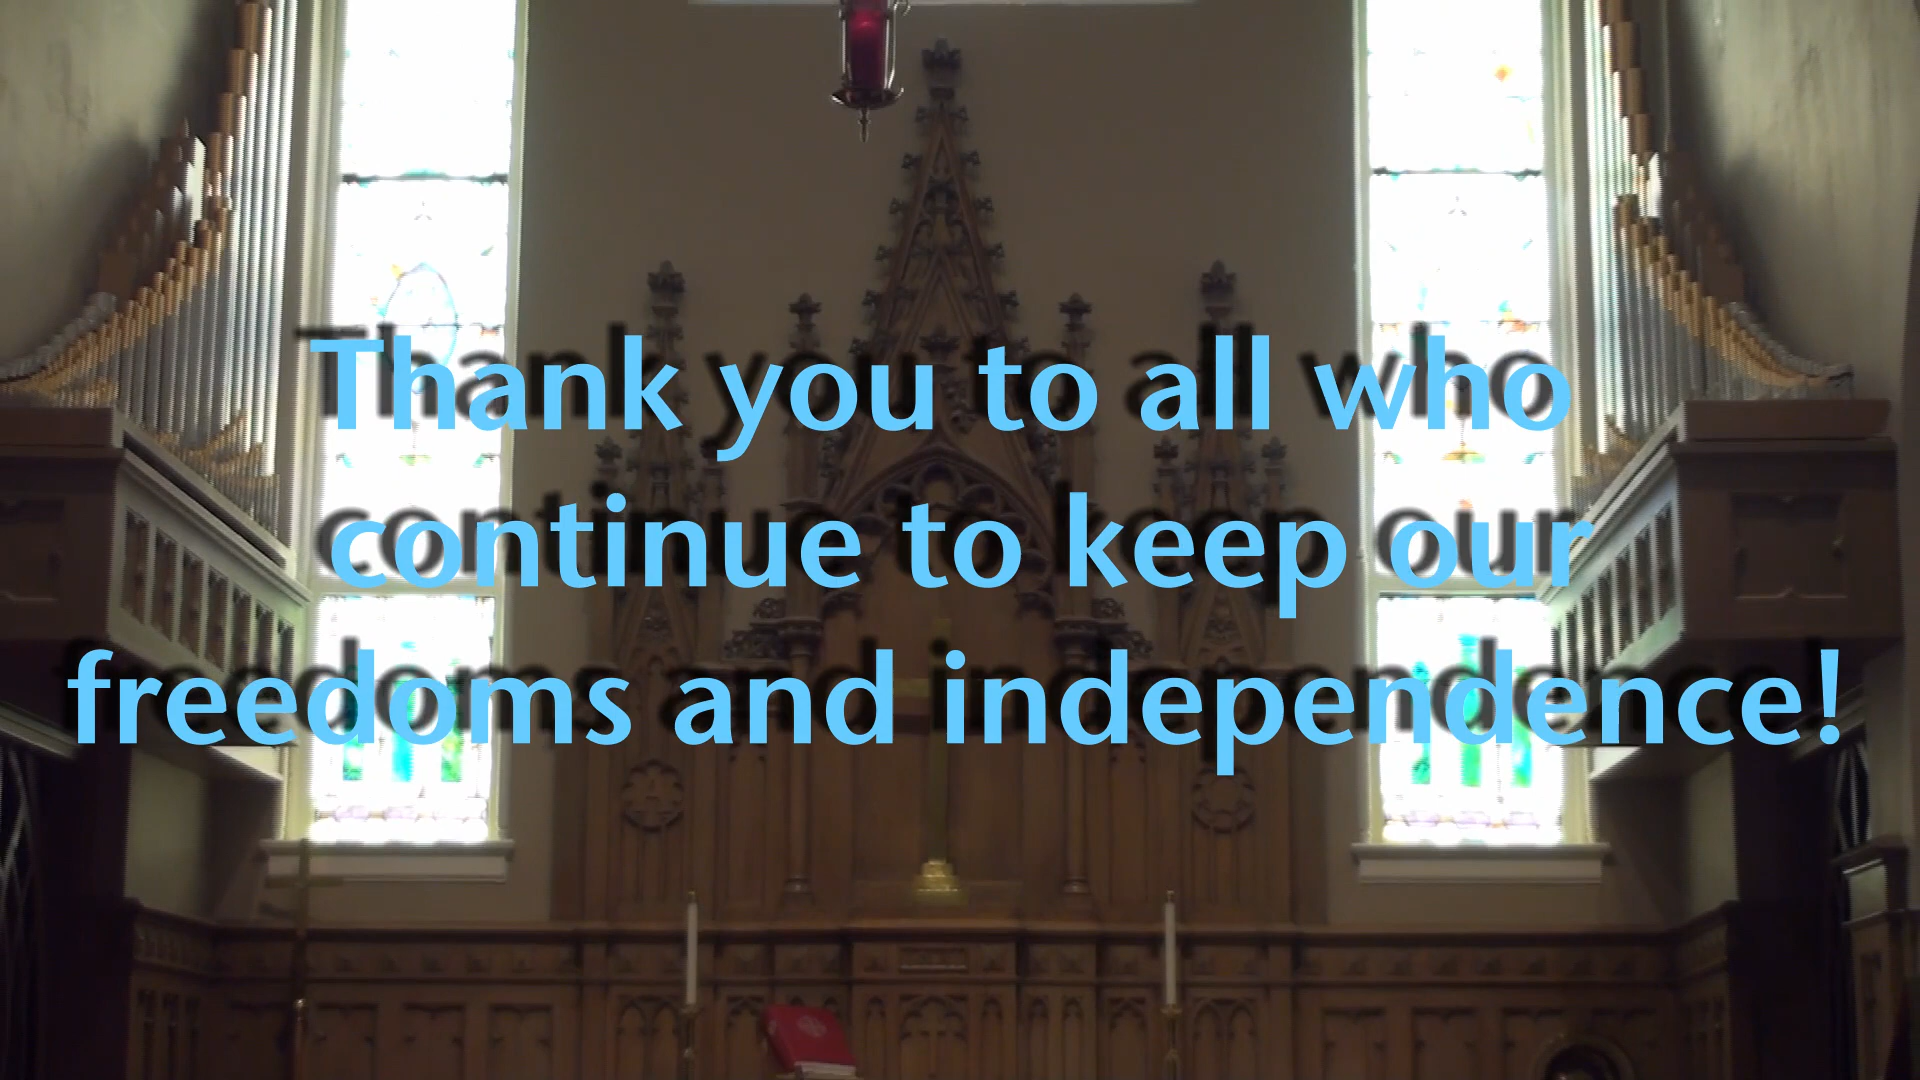 Thank you to all who
continue to keep our
freedoms and independence!